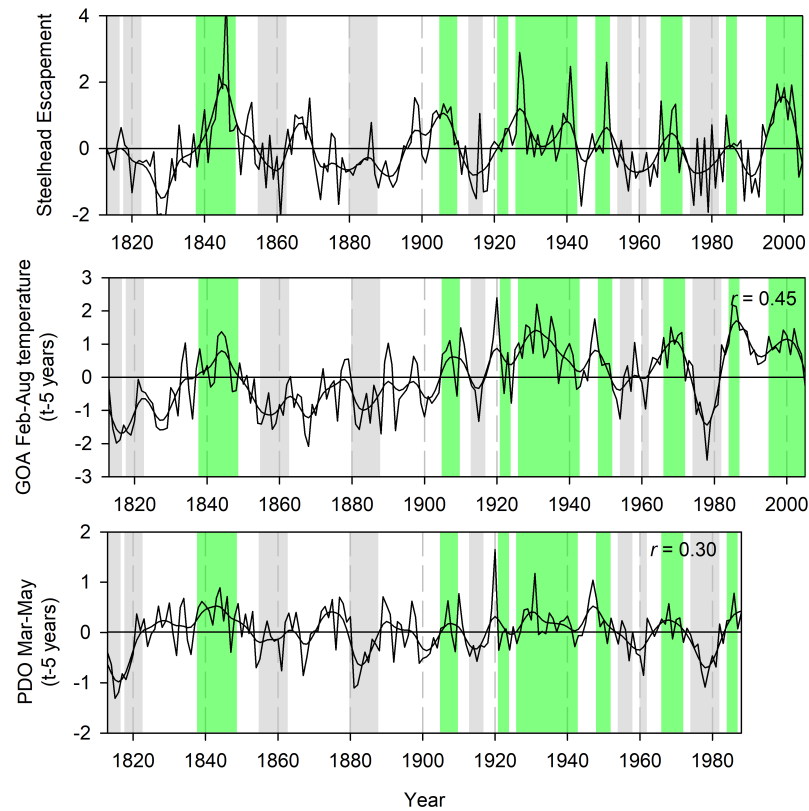 4
2
0
-2
Steelhead Escapement
1820 1840 1860 1880 1900 1920 1940 1960 1980 2000
3
2
1
0
-1
-2
-3
GOA Feb-Aug temperature
(t-5 years)
r = 0.45
1820 1840 1860 1880 1900 1920 1940 1960 1980 2000
2
1
0
-1
-2
PDO Mar-May
(t-5 years)
r = 0.30
1820 1840 1860 1880 1900 1920 1940 1960 1980
Year